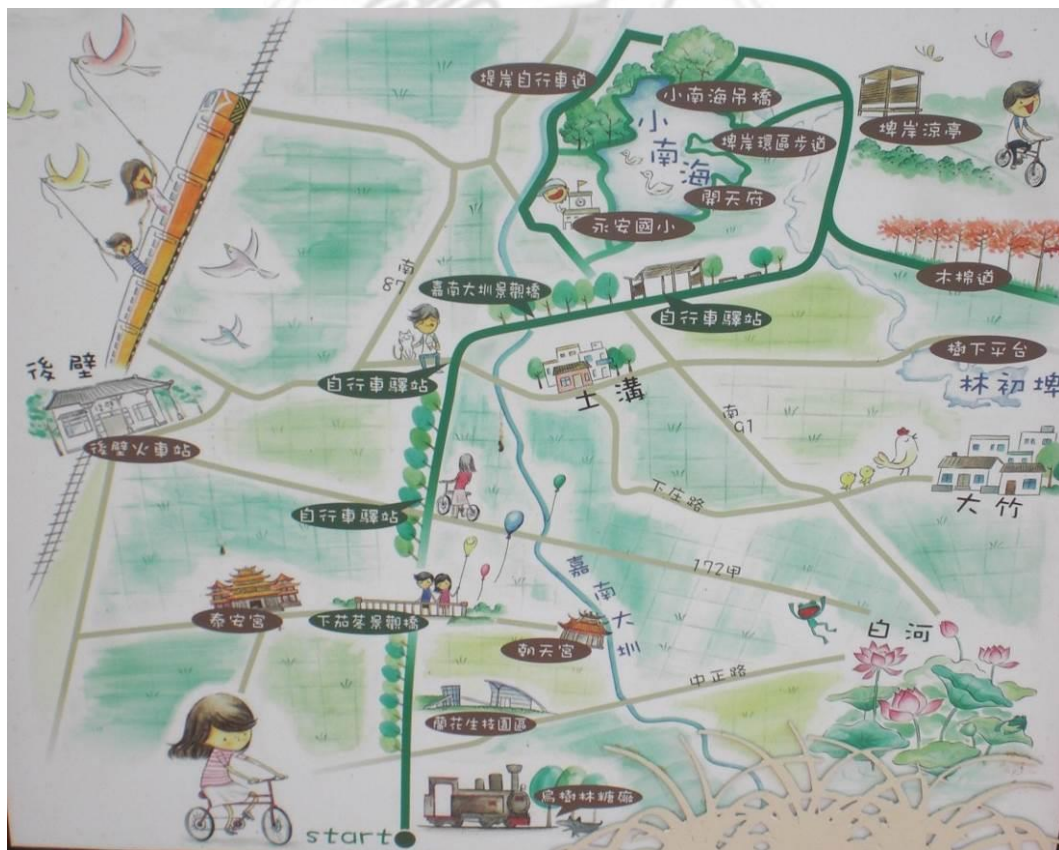 堤岸自行車道
小南海吊橋
小南海
埤岸環區步道
埤岸涼亭
開天府
永安國小
木棉道
南87
嘉南大圳景觀橋
自行車驛站
樹下平台
林初埤
後壁
自行車驛站
土溝
南91
後壁火車站
下庄路
大竹
自行車驛站
172甲
嘉南大圳
泰安宮
下茄苳景觀橋
朝天宮
白河
中正路
蘭花生技園區
烏樹林糖廠
start